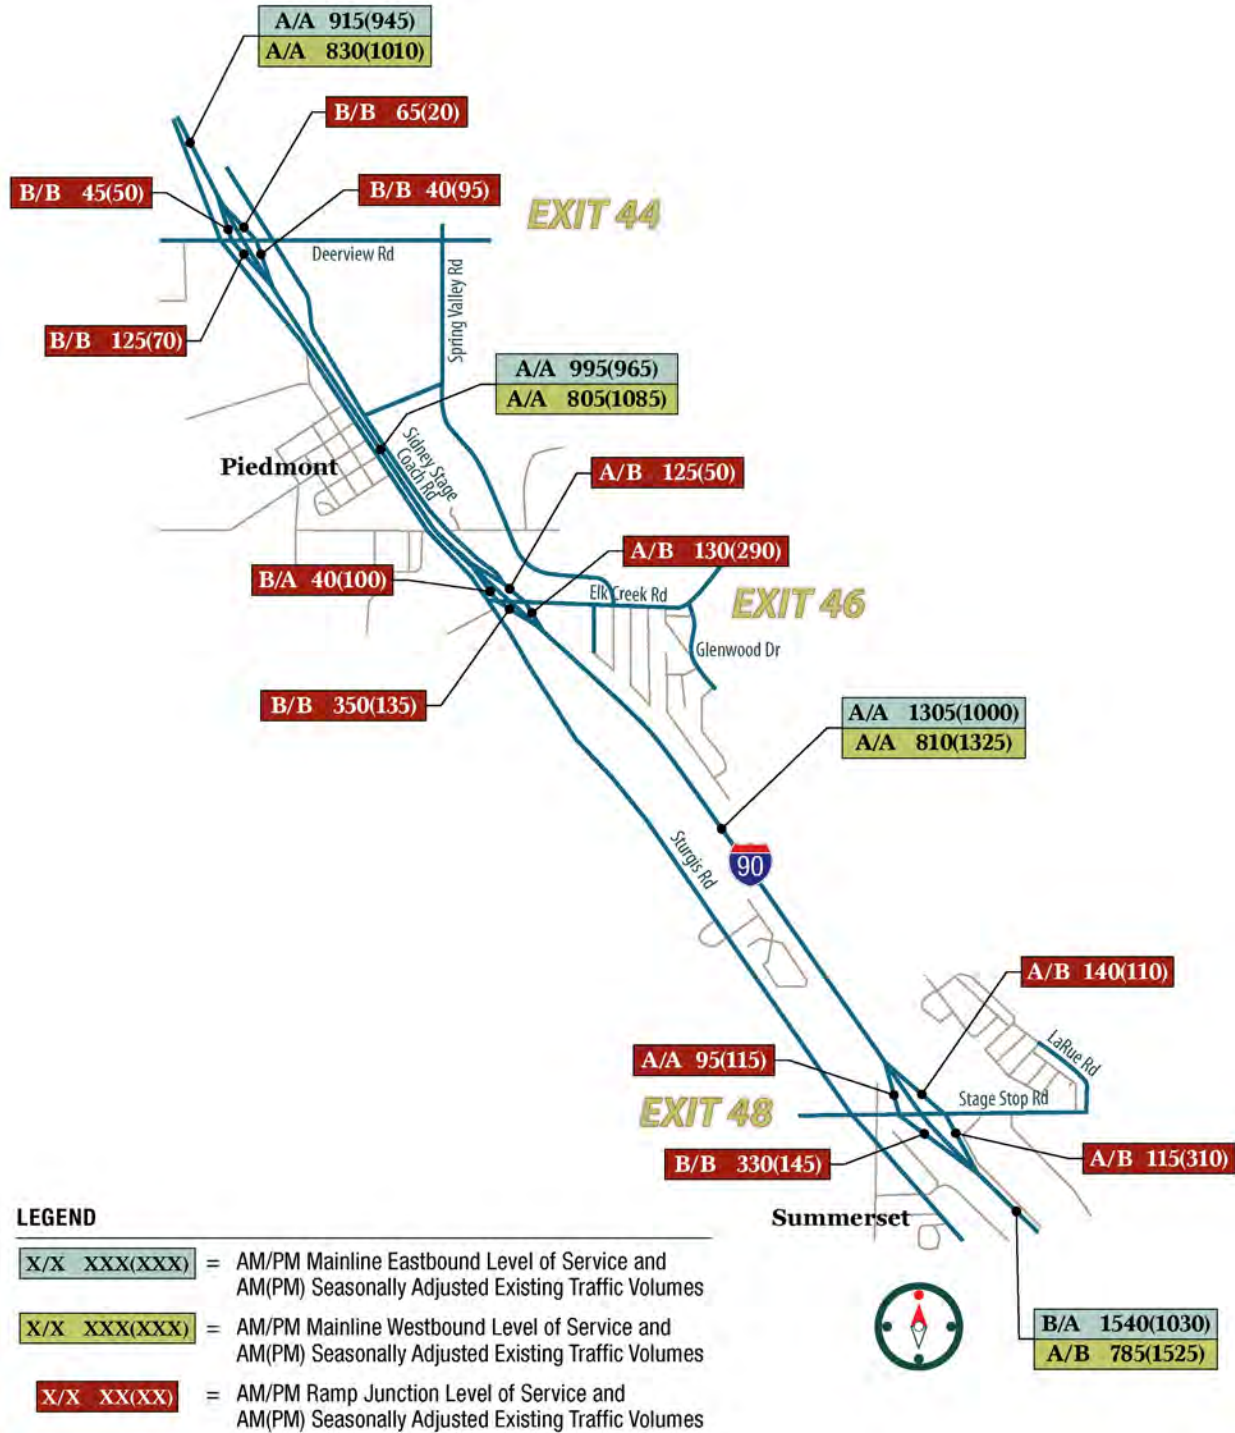 A/A 915(945)
A/A 830(1010)
B/B 65(20)
B/B 45(50)
B/B 40(95)
EXIT 44
Deerview Rd
Spring Valley Rd
B/B 125(70)
A/A 995(965)
A/A 805(1085)
Sidney Stage
Coach Rd
Piedmont
A/B 125(50)
A/B 130(290)
B/A 40(100)
Elk Creek Rd
EXIT 46
Glenwood Dr
B/B 350(135)
A/A 1305(1000)
A/A 810(1325)
Sturgis Rd
90
A/B 140(110)
LaRue Rd
A/A 95(115)
Stage Stop Rd
EXIT 48
B/B 330(145)
A/B 115(310)
Summerset
LEGEND
X/X XXX(XXX) = AM/PM Mainline Eastbound Level of Service and
AM(PM) Seasonally Adjusted Existing Traffic Volumes
X/X XXX(XXX) = AM/PM Mainline Westbound Level of Service and
AM(PM) Seasonally Adjusted Existing Traffic Volumes
X/X XX(XX) = AM/PM Ramp Junction Level of Service and
AM(PM) Seasonally Adjusted Existing Traffic Volumes
B/A 1540(1030)
A/B 785(1525)